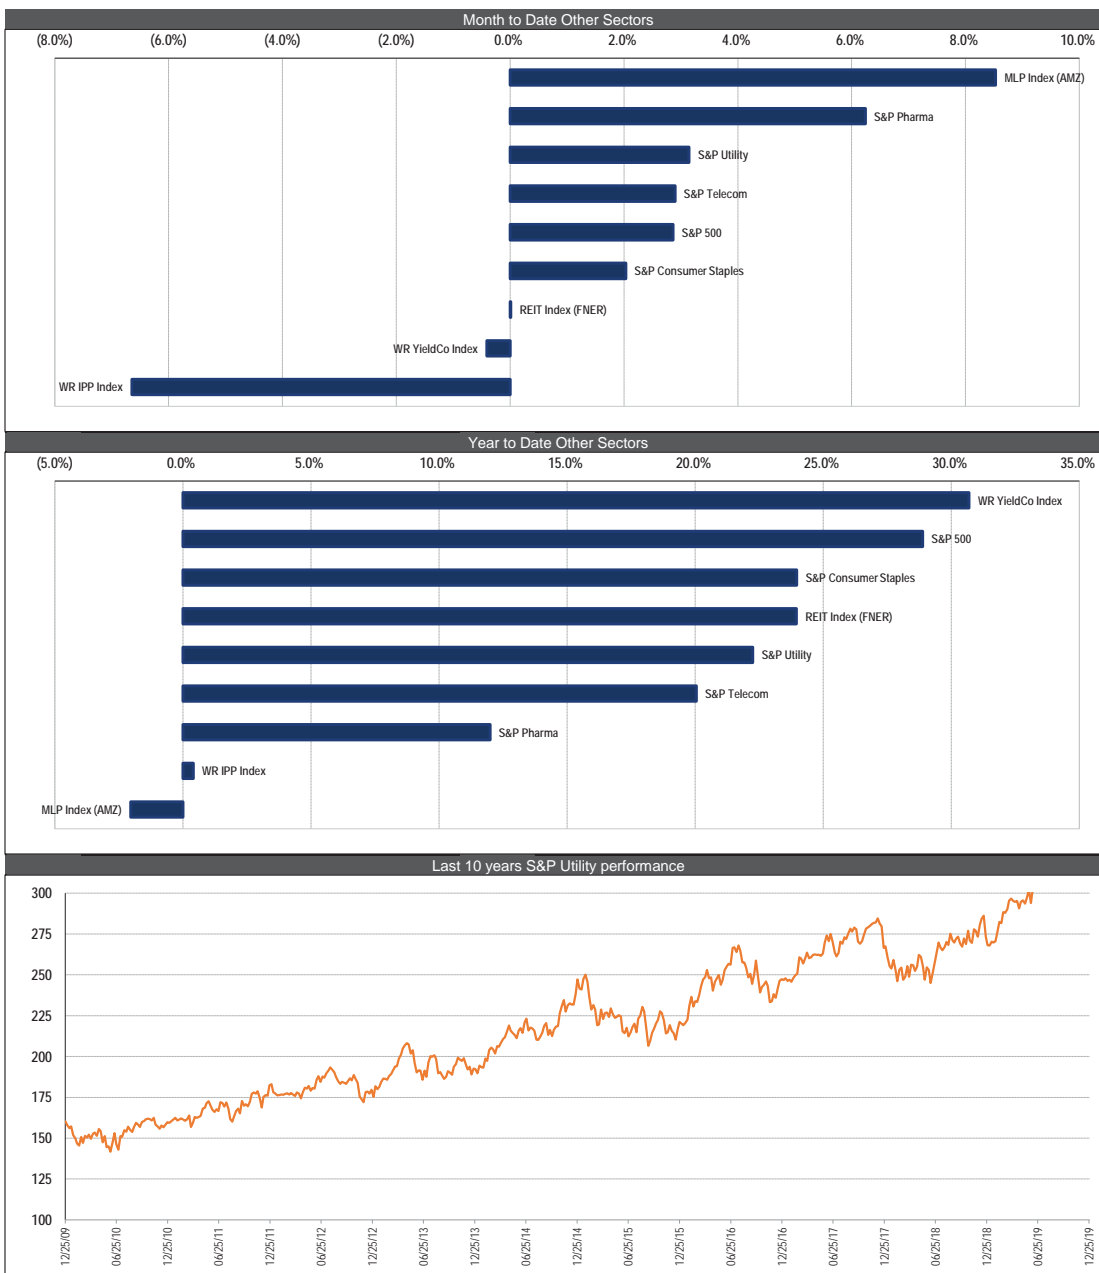 Month to Date Other Sectors
(8.0%) (6.0%) (4.0%) (2.0%) 0.0% 2.0% 4.0% 6.0% 8.0% 10.0%
MLP Index (AMZ)
S&P Pharma
S&P Utility
S&P Telecom
S&P 500
S&P Consumer Staples
REIT Index (FNER)
WR YieldCo Index
WR IPP Index
Year to Date Other Sectors
(5.0%) 0.0% 5.0% 10.0% 15.0% 20.0% 25.0% 30.0% 35.0%
WR YieldCo Index
S&P 500
S&P Consumer Staples
REIT Index (FNER)
S&P Utility
S&P Telecom
S&P Pharma
WR IPP Index
MLP Index (AMZ)
Last 10 years S&P Utility performance
300
275
250
225
200
175
150
125
100
12/25/09 06/25/10 12/25/10 06/25/11 12/25/11 06/25/12 12/25/12 06/25/13 12/25/13 06/25/14 12/25/14 06/25/15 12/25/15 06/25/16 12/25/16 06/25/17 12/25/17 06/25/18 12/25/18 06/25/19 12/25/19